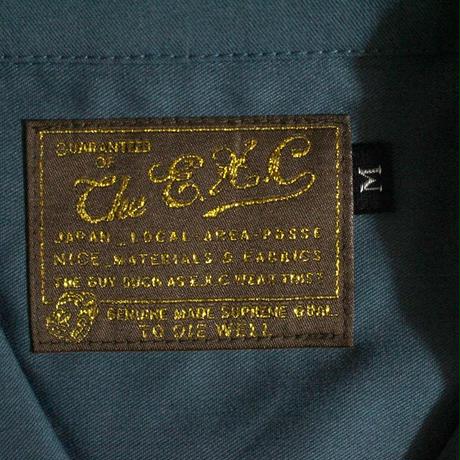 GUARANTEED
OF
The E.X.C
JAPAN_LOCAL AREA-POSSE
NICE_MATERIALS & FABRICS
THE GUY SUCH AS E.X.C WEAR THIS?
GENUINE MADE SUPREME GOAL
TO DIE WELL
M